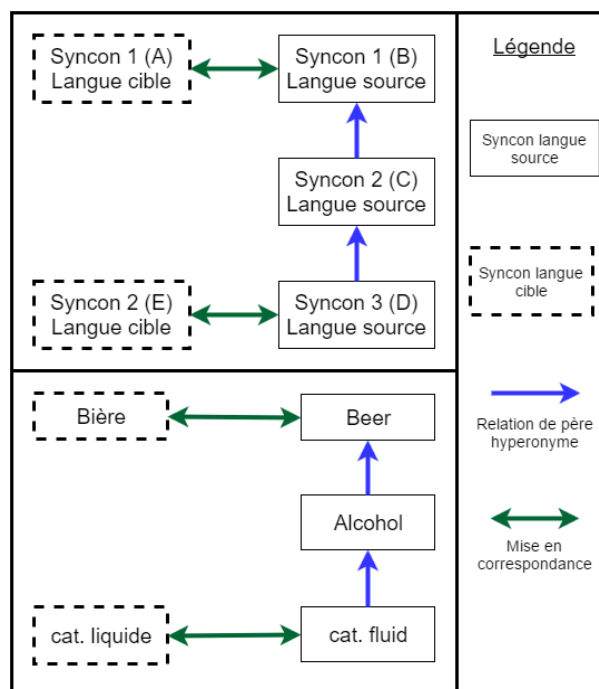 Syncon 1 (A)
Langue cible
Syncon 1 (B)
Langue source
Syncon 2 (C)
Langue source
Syncon 2 (E)
Langue cible
Syncon 3 (D)
Langue source
Bière
Beer
Alcohol
cat. liquide
cat. fluid
Légende
Syncon langue
source
Syncon langue
cible
Relation de père
hyperonyme
Mise en
correspondance